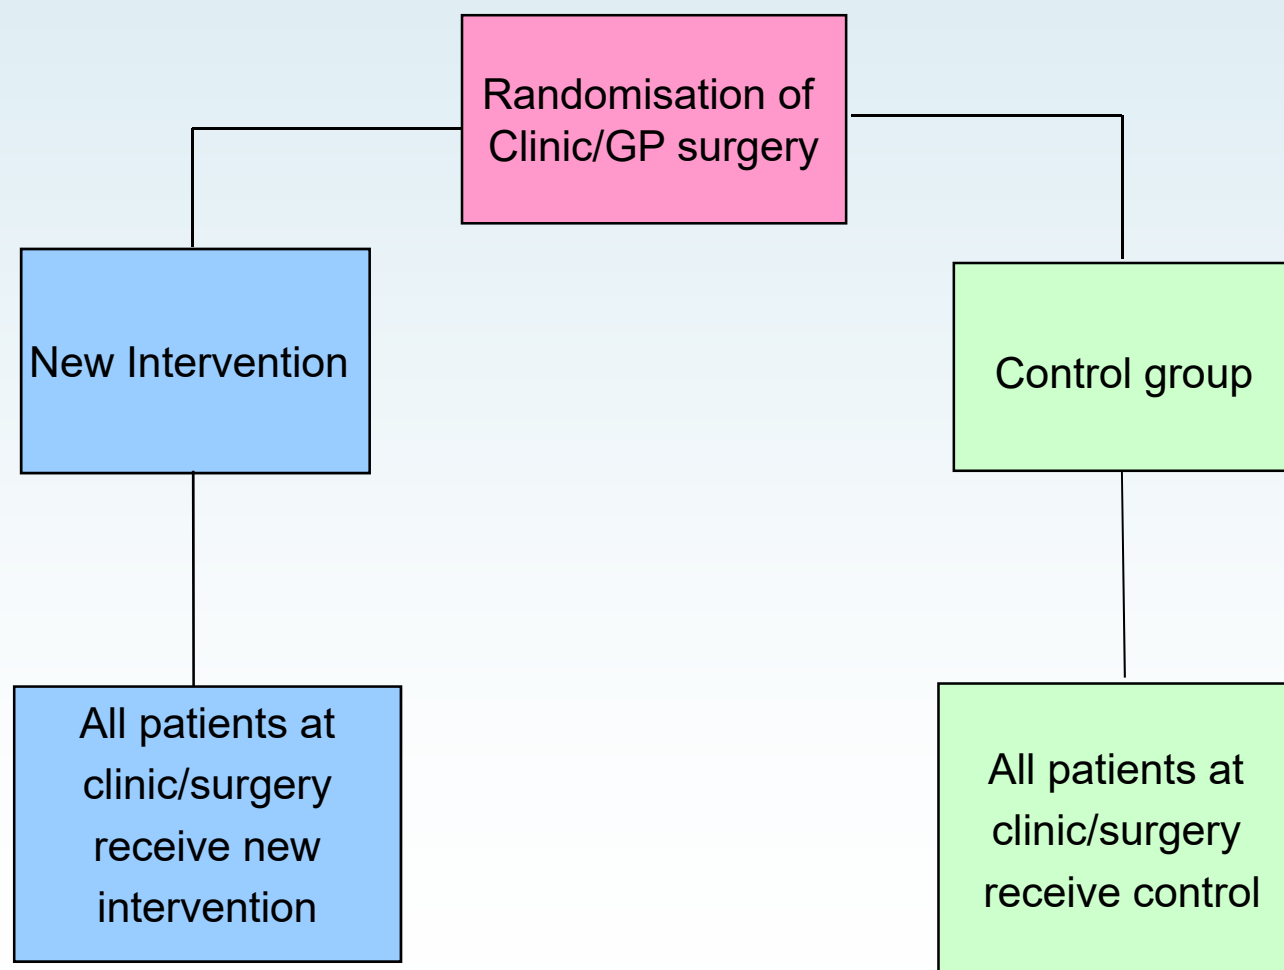 Randomisation of
Clinic/GP surgery
New Intervention
Control group
All patients at
clinic/surgery
receive new
intervention
All patients at
clinic/surgery
receive control